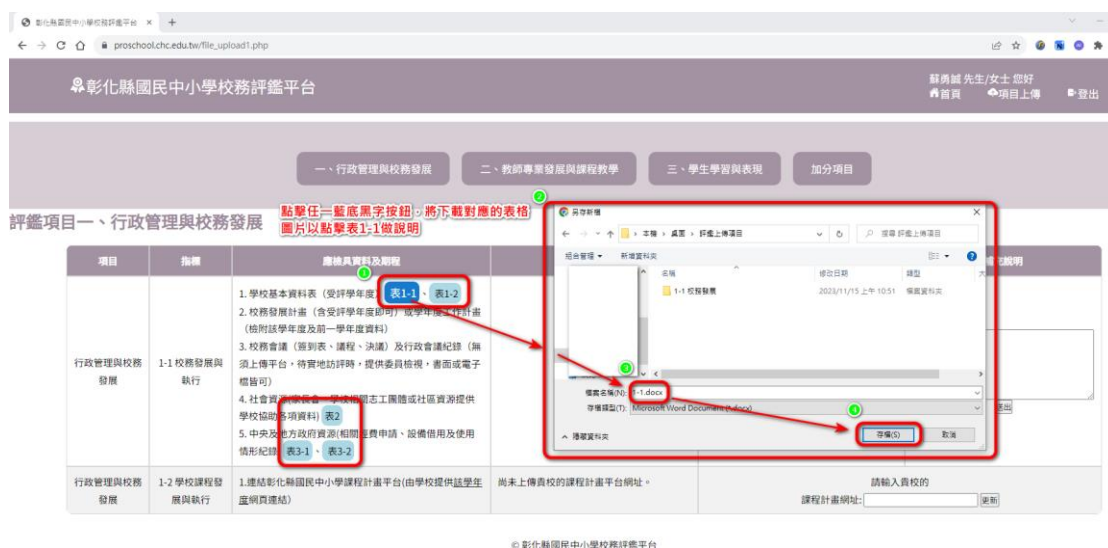 彰化縣國民中小學校務評鑑平台
proschool.chc.edu.tw/file_upload1.php
彰化縣國民中小學校務評鑑平台
蘇勇誠 先生/女士 您好
首頁 項目上傳 登出
一、行政管理與校務發展 二、教師專業發展與課程教學 三、學生學習與表現 加分項目
評鑑項目一、行政管理與校務發展
點擊任一藍底黑字按鈕，將下載對應的表格
圖片以點擊表1-1做說明
項目 指標 應檢具資料及期程 補充說明
1
1. 學校基本資料表（受評學年度） 表1-1 、 表1-2
2. 校務發展計畫（含受評學年度即可）或學年度工作計畫
（檢附該學年度及前一學年度資料）
3. 校務會議（簽到表、議程、決議）及行政會議紀錄（無
須上傳平台，待實地訪評時，提供委員檢視，書面或電子
檔皆可）
4. 社會資源(家長會、學校相關志工團體或社區資源提供
學校協助各項資料) 表2
5. 中央及地方政府資源(相關經費申請、設備借用及使用
情形紀錄) 表3-1 、 表3-2
行政管理與校務
發展
1-1 校務發展與
執行
2
另存新檔
本機 › 桌面 › 評鑑上傳項目
搜尋 評鑑上傳項目
組合管理 新增資料夾
名稱 修改日期 類型
1-1 校務發展 2023/11/15 上午 10:51 檔案資料夾
3
檔案名稱(N): 1-1.docx
存檔類型(T): Microsoft Word Document (*.docx)
4
隱藏資料夾 存檔(S) 取消
送出
行政管理與校務
發展
1-2 學校課程發
展與執行
1.連結彰化縣國民中小學課程計畫平台(由學校提供該學年
度網頁連結)
尚未上傳貴校的課程計畫平台網址。
請輸入貴校的
課程計畫網址: 更新
© 彰化縣國民中小學校務評鑑平台